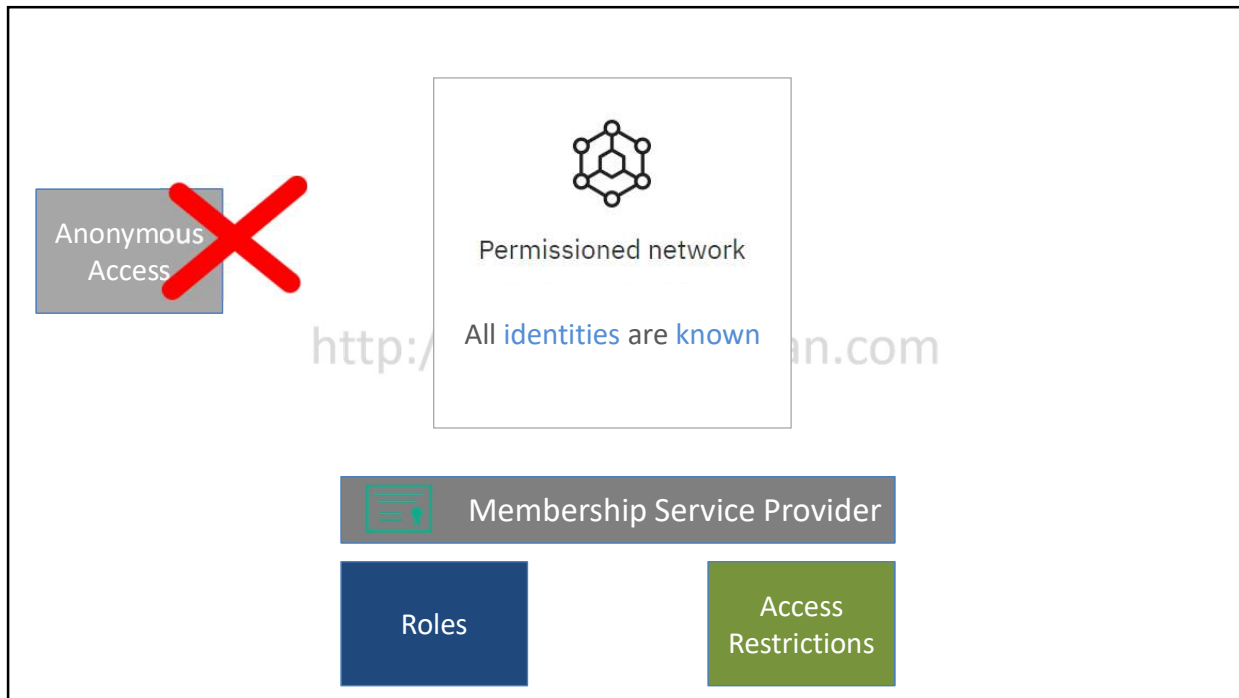 Permissioned network
Anonymous
Access
All identities are known
http:/ an.com
Membership Service Provider
Roles
Access
Restrictions